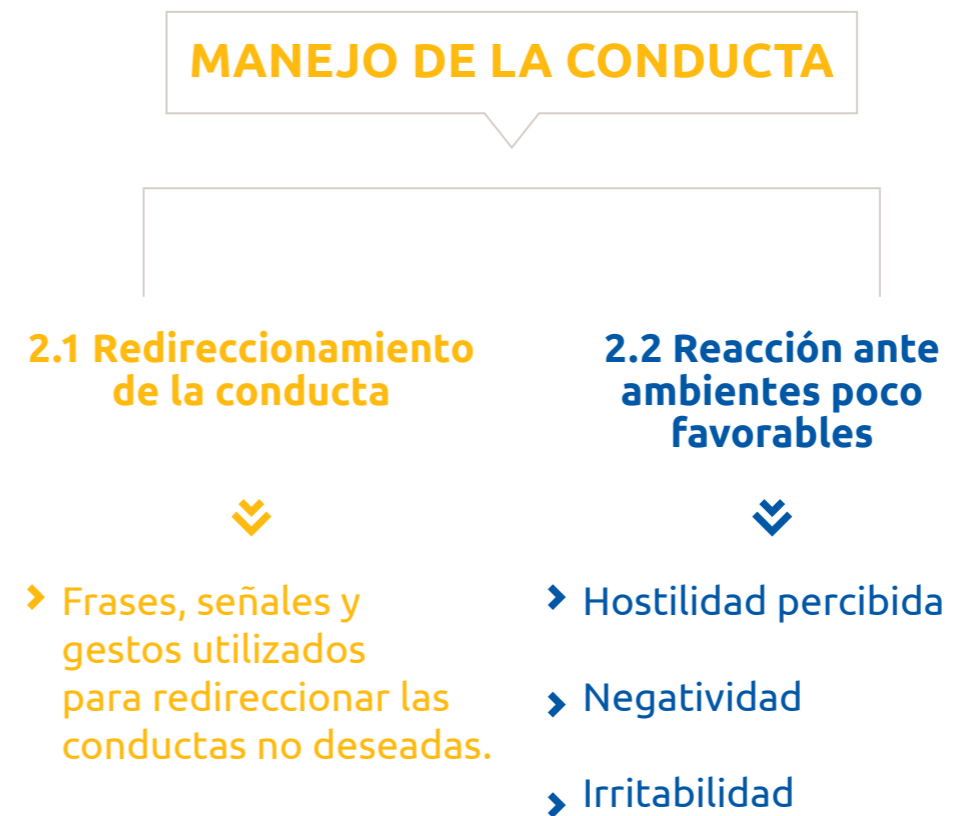 MANEJO DE LA CONDUCTA
2.1 Redireccionamiento
de la conducta
Frases, señales y
gestos utilizados
para redireccionar las
conductas no deseadas.
2.2 Reacción ante
ambientes poco
favorables
Hostilidad percibida
Negatividad
Irritabilidad